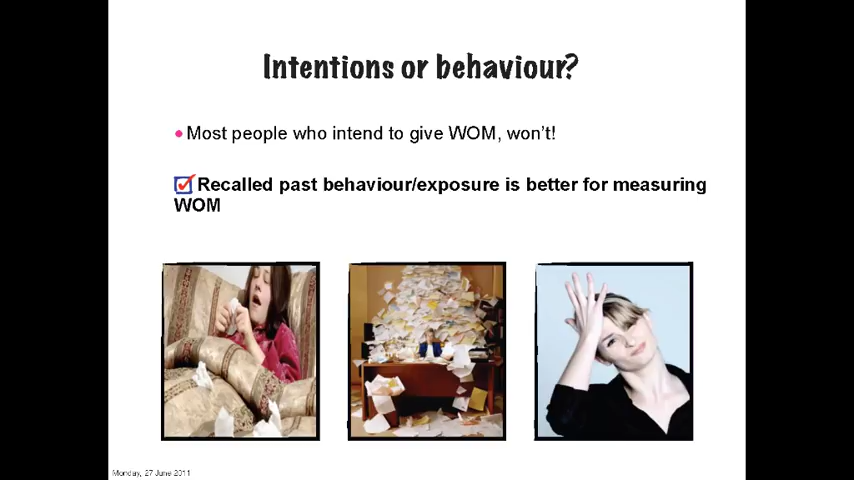 Intentions or behaviour?
Most people who intend to give WOM, won't!
Recalled past behaviour/exposure is better for measuring
WOM
Monday, 27 June 2011